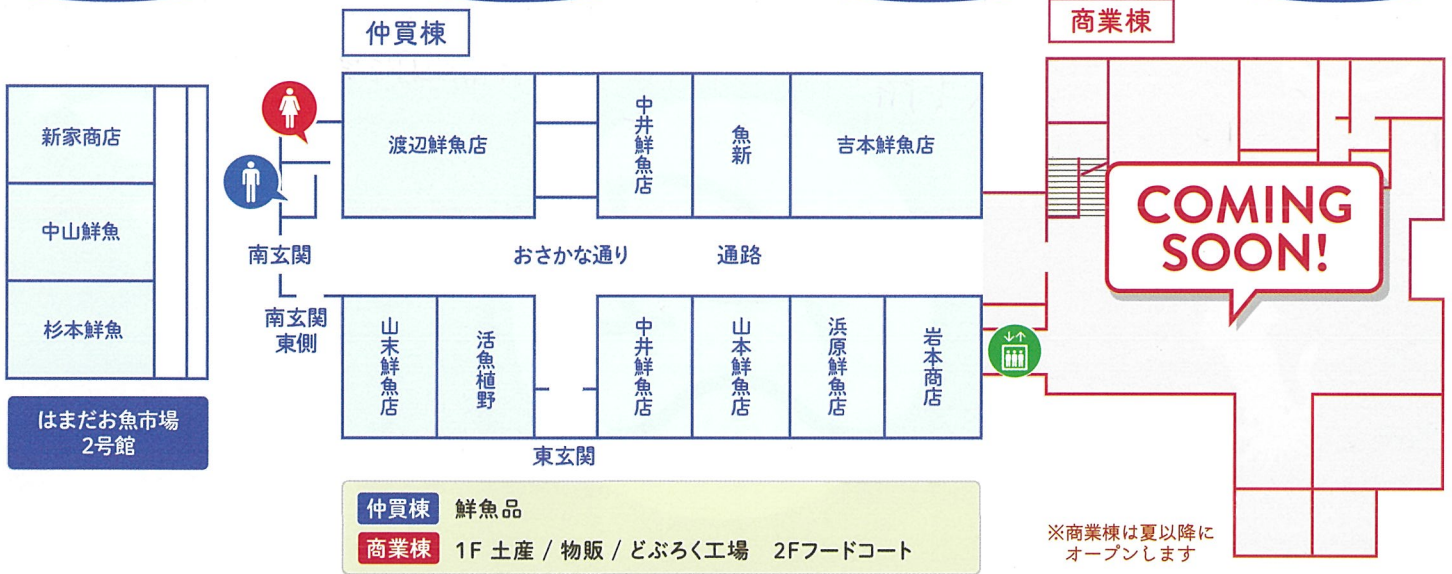 仲買棟
商業棟
新家商店
中山鮮魚
杉本鮮魚
はまだお魚市場
2号館
渡辺鮮魚店
中井鮮魚店
魚新
吉本鮮魚店
南玄関
おさかな通り
通路
南玄関
東側
山末鮮魚店
活魚植野
中井鮮魚店
山本鮮魚店
浜原鮮魚店
岩本商店
東玄関
COMING
SOON!
仲買棟 鮮魚品
商業棟 1F 土産 / 物販 / どぶろく工場 2Fフードコート
※商業棟は夏以降に
オープンします